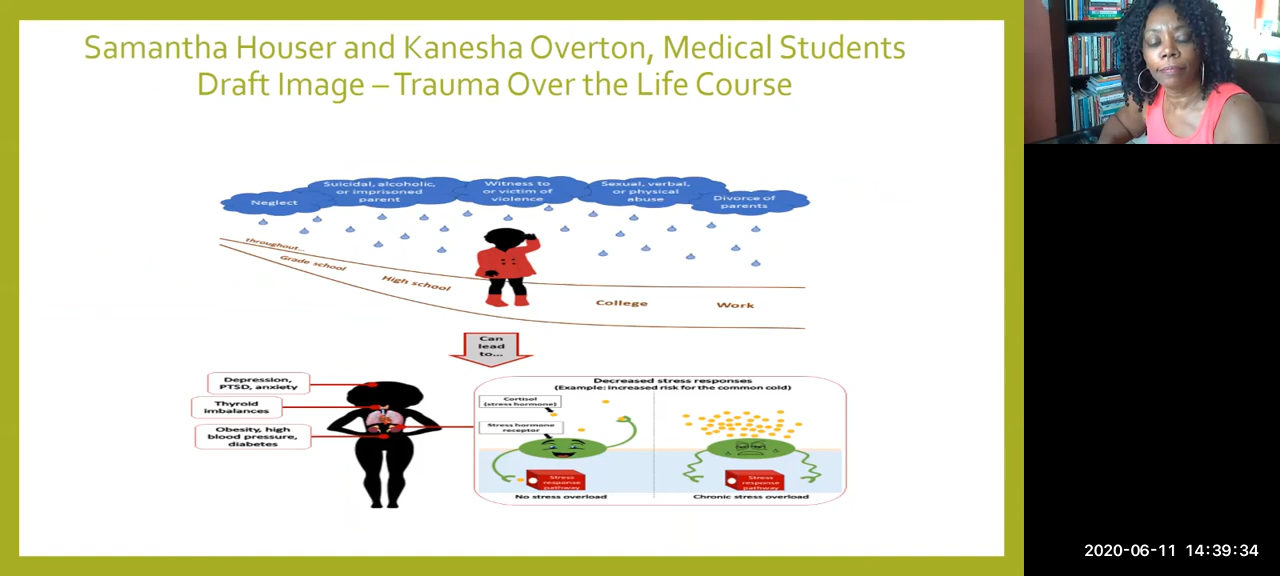 Samantha Houser and Kanesha Overton, Medical Students
Draft Image – Trauma Over the Life Course
Neglect
Suicidal, alcoholic,
or imprisoned
parent
Witness to
or victim of
violence
Sexual, verbal,
or physical
abuse
Divorce of
parents
throughout...
Grade school
High school
College
Work
Can
lead
to...
Depression,
PTSD, anxiety
Thyroid
imbalances
Obesity, high
blood pressure,
diabetes
Decreased stress responses
(Example: increased risk for the common cold)
Cortisol
(stress hormone)
Stress hormone
receptor
Stress
response
pathway
No stress overload
Stress
response
pathway
Chronic stress overload
2020-06-11 14:39:34